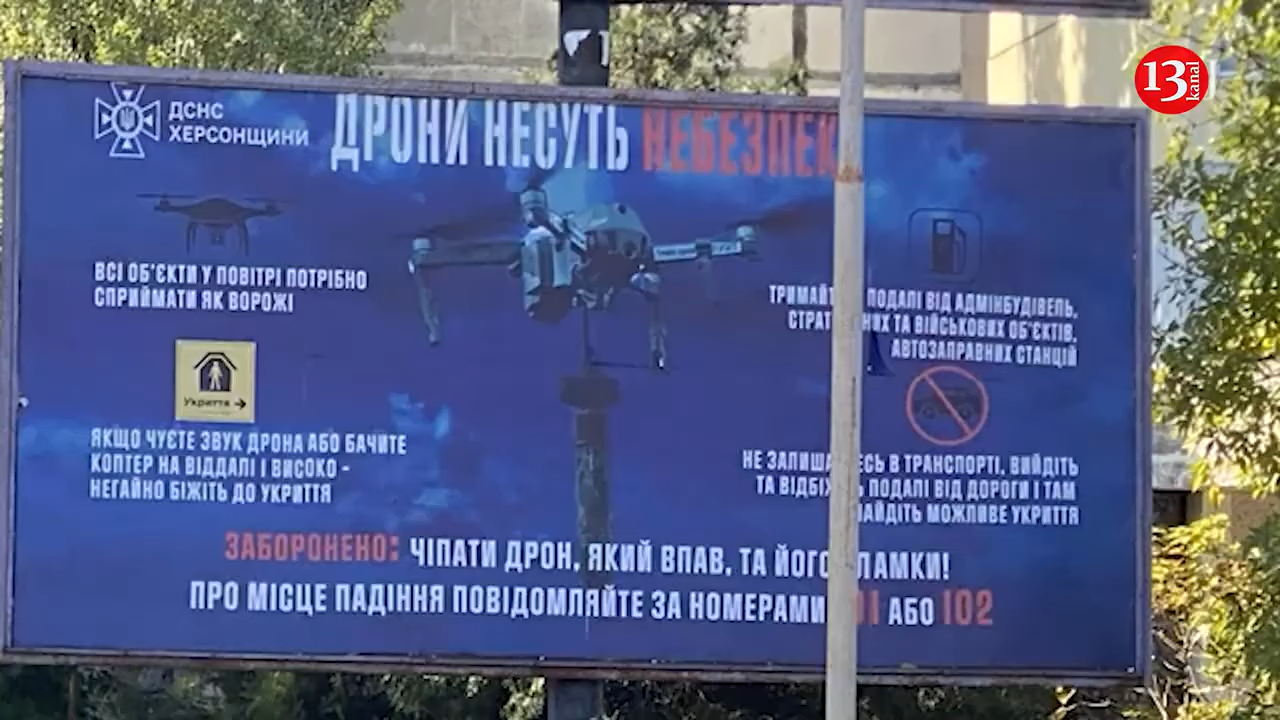 13
kanal
ДСНС
ХЕРСОНЩИНИ
ДРОНИ НЕСУТЬ НЕБЕЗПЕК
ВСІ ОБ'ЄКТИ У ПОВІТРІ ПОТРІБНО
СПРИЙМАТИ ЯК ВОРОЖІ
Укриття
ЯКЩО ЧУЄТЕ ЗВУК ДРОНА АБО БАЧИТЕ
КОПТЕР НА ВІДДАЛІ І ВИСОКО -
НЕГАЙНО БІЖІТЬ ДО УКРИТТЯ
ПОДАЛІ ВІД АДМІНБУДІВЕЛЬ,
ТА ВІЙСЬКОВИХ ОБ'ЄКТІВ,
АВТОЗАПРАВНИХ СТАНЦІЙ
НЕ В ТРАНСПОРТІ, ВИЙДІТЬ
ТА ПОДАЛІ ВІД ДОРОГИ І ТАМ
МОЖЛИВЕ УКРИТТЯ
ЗАБОРОНЕНО: ЧІПАТИ ДРОН, ЯКИЙ ВПАВ, ТА ЙОГО
ПРО МІСЦЕ ПАДІННЯ ПОВІДОМЛЯЙТЕ ЗА НОМЕРАМИ АБО 102